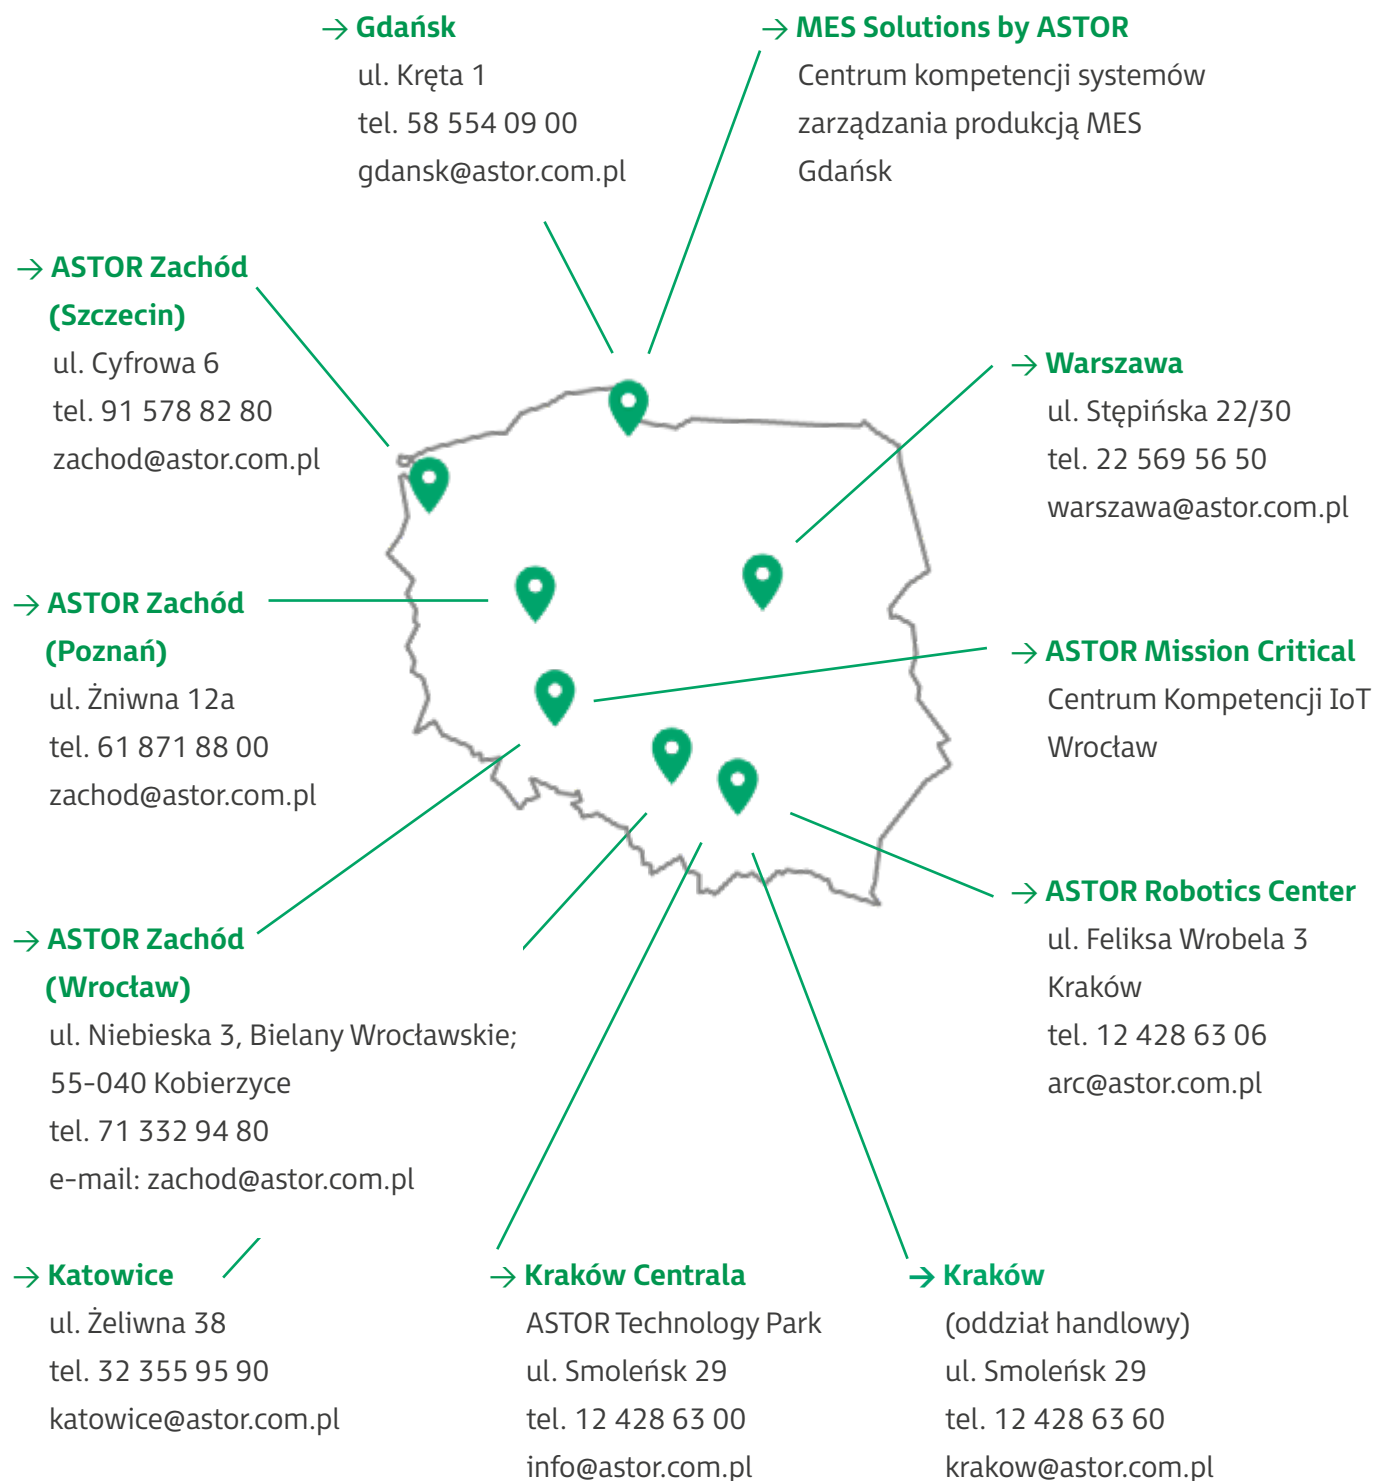 → Gdańsk
ul. Kręta 1
tel. 58 554 09 00
gdansk@astor.com.pl
→ MES Solutions by ASTOR
Centrum kompetencji systemów
zarządzania produkcją MES
Gdańsk
→ ASTOR Zachód
(Szczecin)
ul. Cyfrowa 6
tel. 91 578 82 80
zachod@astor.com.pl
→ Warszawa
ul. Stępińska 22/30
tel. 22 569 56 50
warszawa@astor.com.pl
→ ASTOR Zachód
(Poznań)
ul. Żniwna 12a
tel. 61 871 88 00
zachod@astor.com.pl
→ ASTOR Mission Critical
Centrum Kompetencji IoT
Wrocław
→ ASTOR Zachód
(Wrocław)
ul. Niebieska 3, Bielany Wrocławskie;
55-040 Kobierzyce
tel. 71 332 94 80
e-mail: zachod@astor.com.pl
→ ASTOR Robotics Center
ul. Feliksa Wrobela 3
Kraków
tel. 12 428 63 06
arc@astor.com.pl
→ Katowice
ul. Żeliwna 38
tel. 32 355 95 90
katowice@astor.com.pl
→ Kraków Centrala
ASTOR Technology Park
ul. Smoleńsk 29
tel. 12 428 63 00
info@astor.com.pl
→ Kraków
(oddział handlowy)
ul. Smoleńsk 29
tel. 12 428 63 60
krakow@astor.com.pl